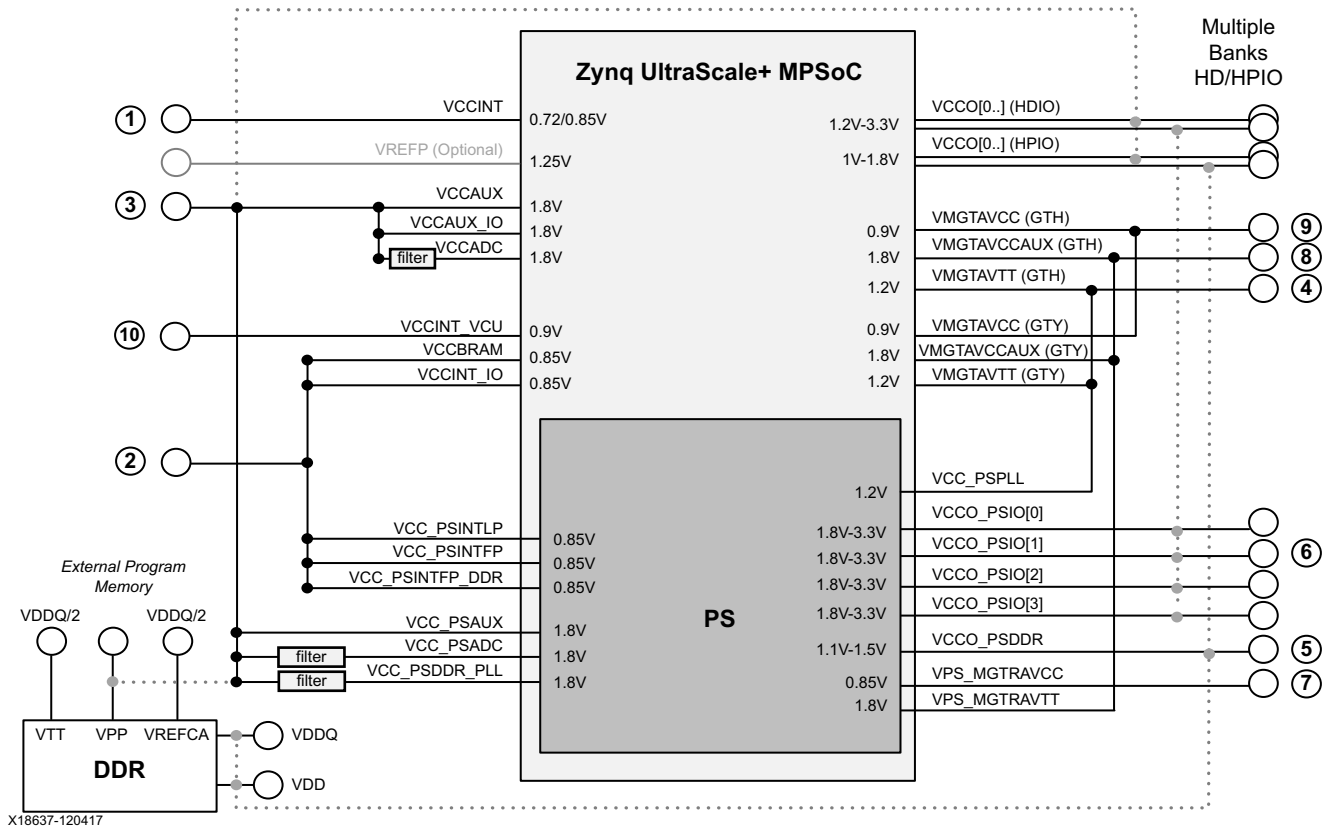 Multiple
Banks
HD/HPIO
Zynq UltraScale+ MPSoC
1
VCCINT
0.72/0.85V
VREFP (Optional)
1.25V
3
VCCAUX
1.8V
VCCAUX_IO
1.8V
filter
VCCADC
1.8V
10
VCCINT_VCU
0.9V
VCCBRAM
0.85V
VCCINT_IO
0.85V
2
VCC_PSINTLP
0.85V
VCC_PSINTFP
0.85V
VCC_PSINTFP_DDR
0.85V
VCC_PSAUX
1.8V
filter
VCC_PSADC
1.8V
filter
VCC_PSDDR_PLL
1.8V
1.2V-3.3V
VCCO[0..] (HDIO)
1V-1.8V
VCCO[0..] (HPIO)
0.9V
VMGTAVCC (GTH)
9
1.8V
VMGTAVCCAUX (GTH)
8
1.2V
VMGTAVTT (GTH)
4
0.9V
VMGTAVCC (GTY)
1.8V
VMGTAVCCAUX (GTY)
1.2V
VMGTAVTT (GTY)
PS
1.2V
VCC_PSPLL
1.8V-3.3V
VCCO_PSIO[0]
1.8V-3.3V
VCCO_PSIO[1]
6
1.8V-3.3V
VCCO_PSIO[2]
1.8V-3.3V
VCCO_PSIO[3]
1.1V-1.5V
VCCO_PSDDR
5
0.85V
VPS_MGTRAVCC
7
1.8V
VPS_MGTRAVTT
External Program
Memory
VDDQ/2
VDDQ/2
VTT
VPP
VREFCA
DDR
VDDQ
VDD
X18637-120417